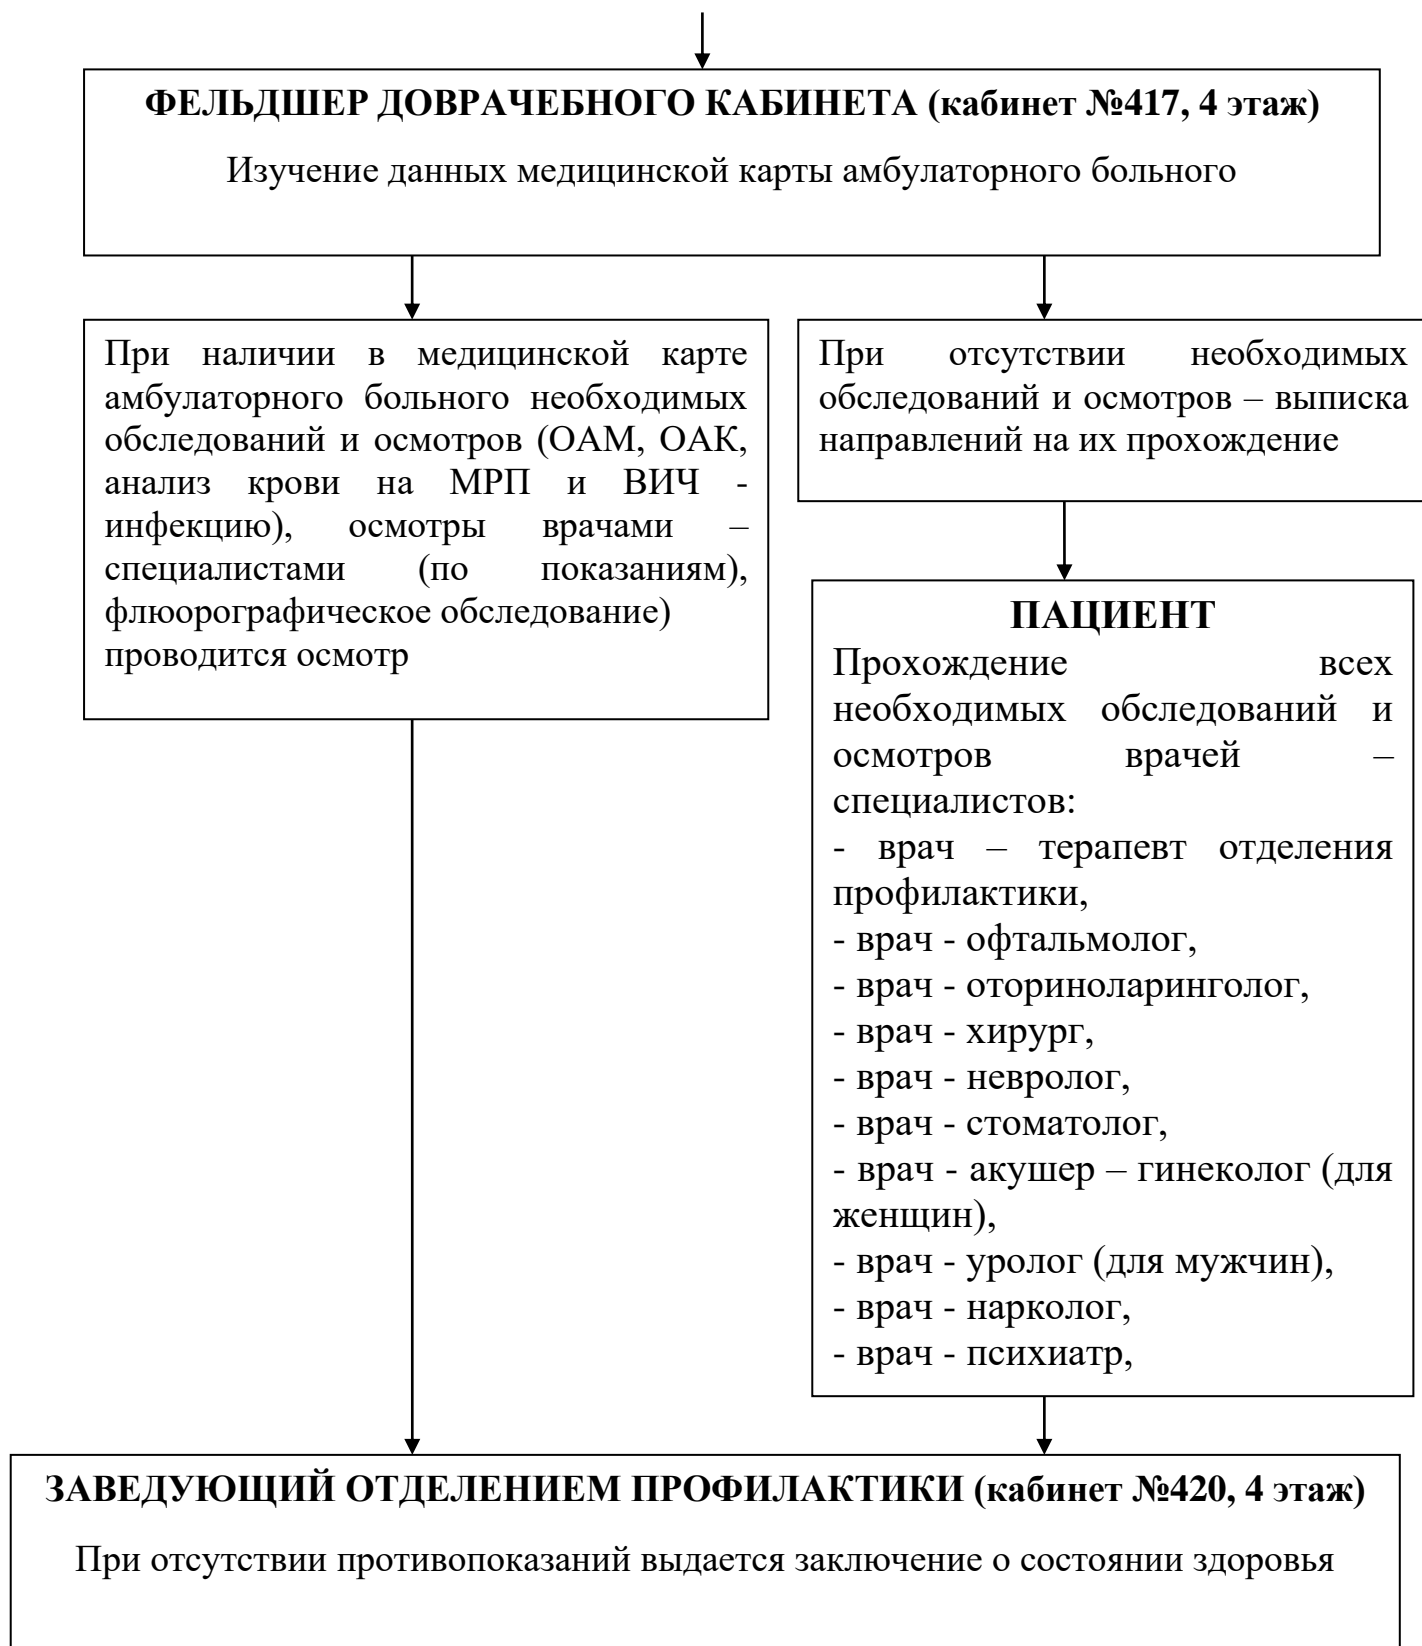 ФЕЛЬДШЕР ДОВРАЧЕБНОГО КАБИНЕТА (кабинет №417, 4 этаж)
Изучение данных медицинской карты амбулаторного больного
При наличии в медицинской карте
амбулаторного больного необходимых
обследований и осмотров (ОАМ, ОАК,
анализ крови на МРП и ВИЧ -
инфекцию), осмотры врачами –
специалистами (по показаниям),
флюорографическое обследование)
проводится осмотр
При отсутствии необходимых
обследований и осмотров – выписка
направлений на их прохождение
ПАЦИЕНТ
Прохождение всех
необходимых обследований и
осмотров врачей –
специалистов:
- врач – терапевт отделения
профилактики,
- врач - офтальмолог,
- врач - оториноларинголог,
- врач - хирург,
- врач - невролог,
- врач - стоматолог,
- врач - акушер – гинеколог (для
женщин),
- врач - уролог (для мужчин),
- врач - нарколог,
- врач - психиатр,
ЗАВЕДУЮЩИЙ ОТДЕЛЕНИЕМ ПРОФИЛАКТИКИ (кабинет №420, 4 этаж)
При отсутствии противопоказаний выдается заключение о состоянии здоровья